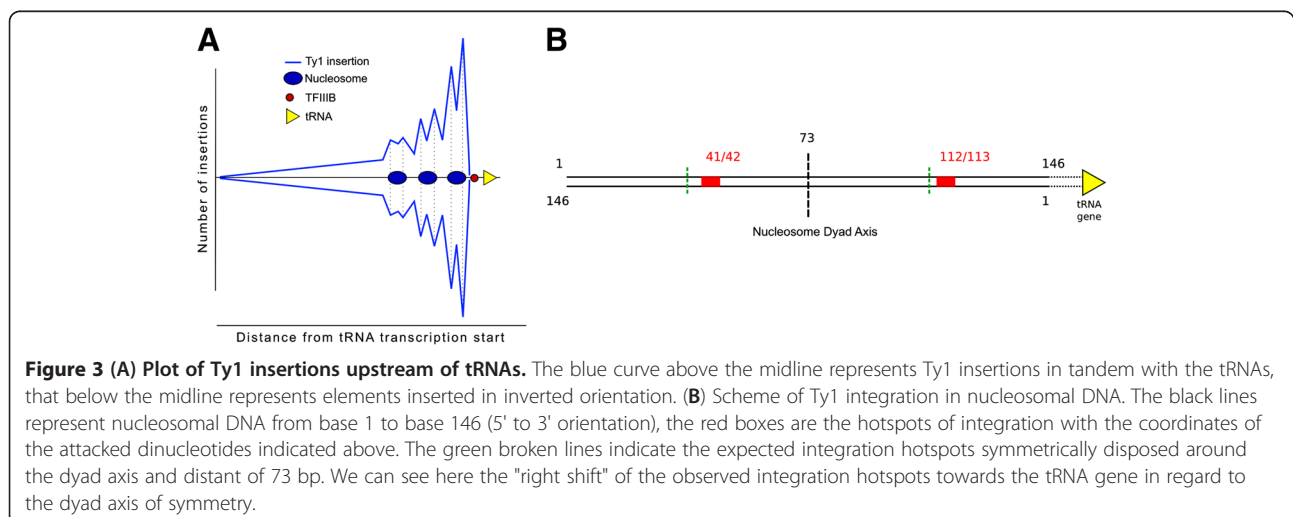 A
Ty1 insertion
Nucleosome
TFIIIB
tRNA
Number of insertions
Distance from tRNA transcription start
B
73
41/42
112/113
1
146
146
1
tRNA
gene
Nucleosome Dyad Axis
Figure 3 (A) Plot of Ty1 insertions upstream of tRNAs. The blue curve above the midline represents Ty1 insertions in tandem with the tRNAs,
that below the midline represents elements inserted in inverted orientation. (B) Scheme of Ty1 integration in nucleosomal DNA. The black lines
represent nucleosomal DNA from base 1 to base 146 (5' to 3' orientation), the red boxes are the hotspots of integration with the coordinates of
the attacked dinucleotides indicated above. The green broken lines indicate the expected integration hotspots symmetrically disposed around
the dyad axis and distant of 73 bp. We can see here the "right shift" of the observed integration hotspots towards the tRNA gene in regard to
the dyad axis of symmetry.